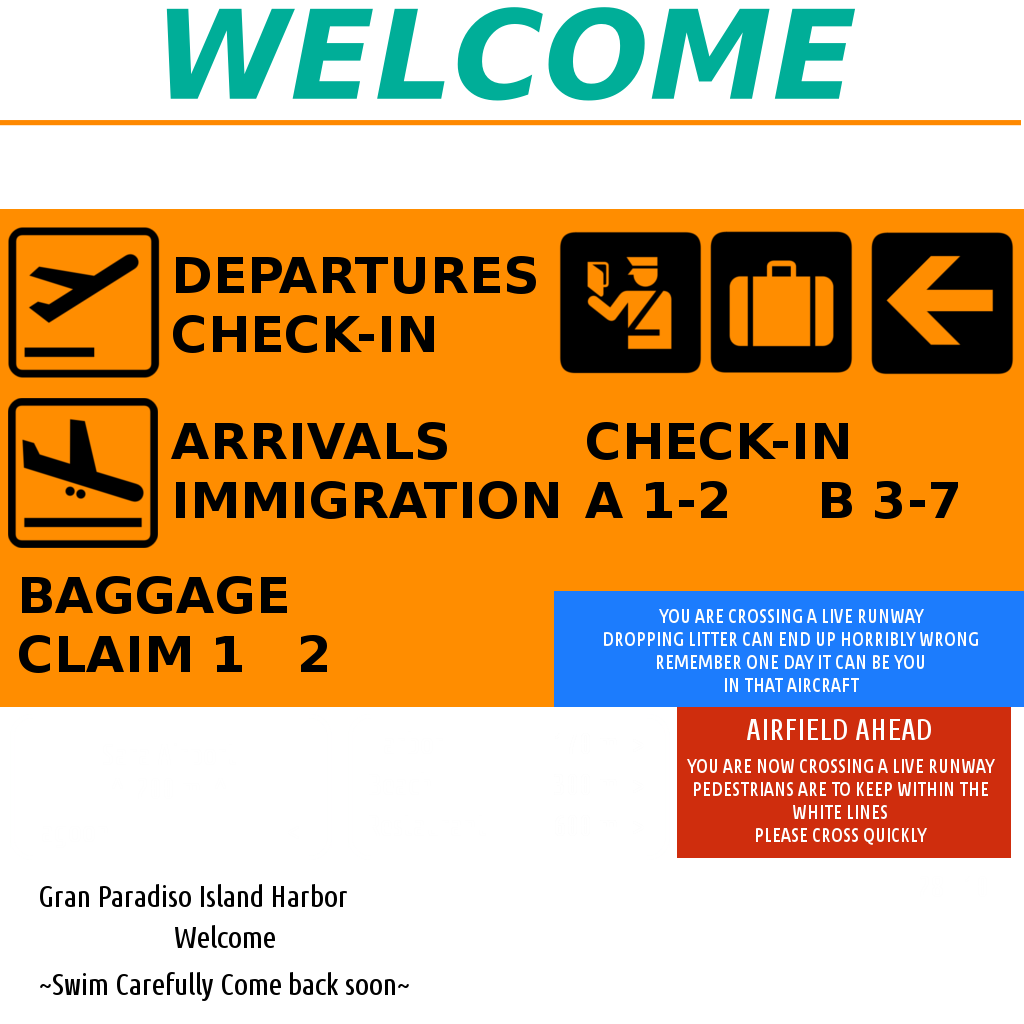 WELCOME
DEPARTURES
CHECK-IN
ARRIVALS
IMMIGRATION
CHECK-IN
A 1-2 B 3-7
BAGGAGE
CLAIM 1 2
YOU ARE CROSSING A LIVE RUNWAY
DROPPING LITTER CAN END UP HORRIBLY WRONG
REMEMBER ONE DAY IT CAN BE YOU
IN THAT AIRCRAFT
AIRFIELD AHEAD
YOU ARE NOW CROSSING A LIVE RUNWAY
PEDESTRIANS ARE TO KEEP WITHIN THE
WHITE LINES
PLEASE CROSS QUICKLY
Gran Paradiso Island Harbor
Welcome
~Swim Carefully Come back soon~